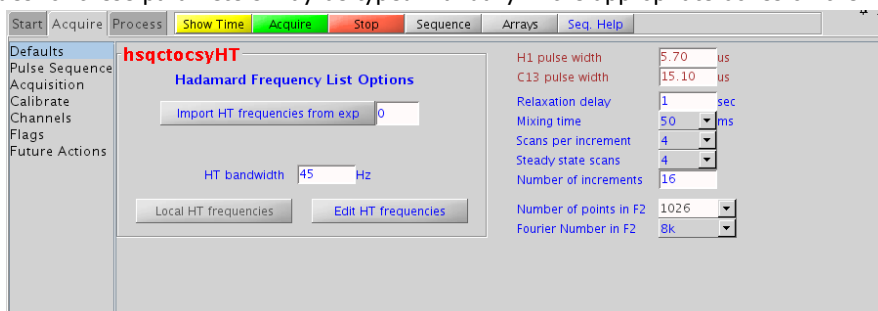 Start Acquire Process Show Time Acquire Stop Sequence Arrays Seq. Help
Defaults
Pulse Sequence
Acquisition
Calibrate
Channels
Flags
Future Actions
hsqctocsyHT
Hadamard Frequency List Options
Import HT frequencies from exp 0
HT bandwidth 45 Hz
Local HT frequencies Edit HT frequencies
H1 pulse width 5.70 us
C13 pulse width 15.10 us
Relaxation delay 1 sec
Mixing time 50 ms
Scans per increment 4
Steady state scans 4
Number of increments 16
Number of points in F2 1026
Fourier Number in F2 8k